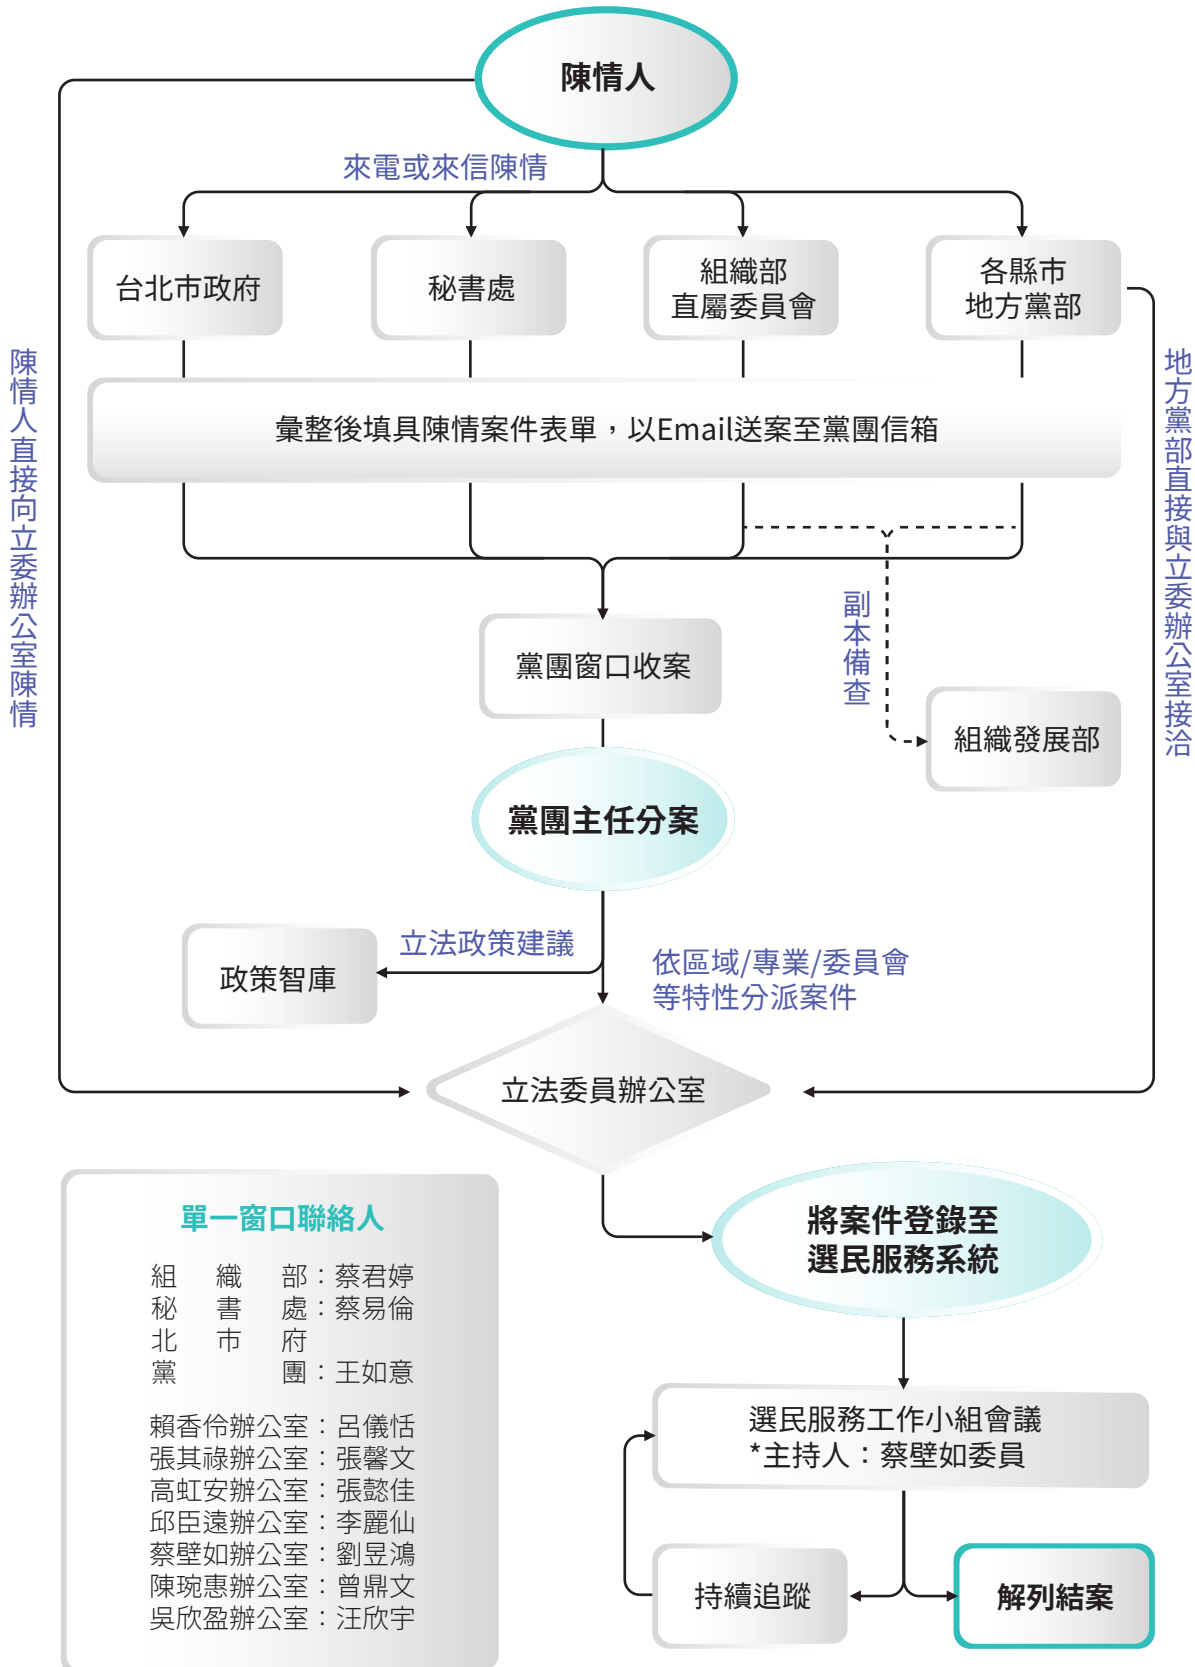 陳情人
來電或來信陳情
台北市政府
秘書處
組織部
直屬委員會
各縣市
地方黨部
陳情人直接向立委辦公室陳情
地方黨部直接與立委辦公室接洽
彙整後填具陳情案件表單，以Email送案至黨團信箱
副本備查
黨團窗口收案
組織發展部
黨團主任分案
立法政策建議
政策智庫
依區域/專業/委員會
等特性分派案件
立法委員辦公室
單一窗口聯絡人
組織部：蔡君婷
秘書處：蔡易倫
北市府
黨團：王如意
賴香伶辦公室：呂儀恬
張其祿辦公室：張馨文
高虹安辦公室：張懿佳
邱臣遠辦公室：李麗仙
蔡壁如辦公室：劉昱鴻
陳琬惠辦公室：曾鼎文
吳欣盈辦公室：汪欣宇
將案件登錄至
選民服務系統
選民服務工作小組會議
*主持人：蔡壁如委員
持續追蹤
解列結案